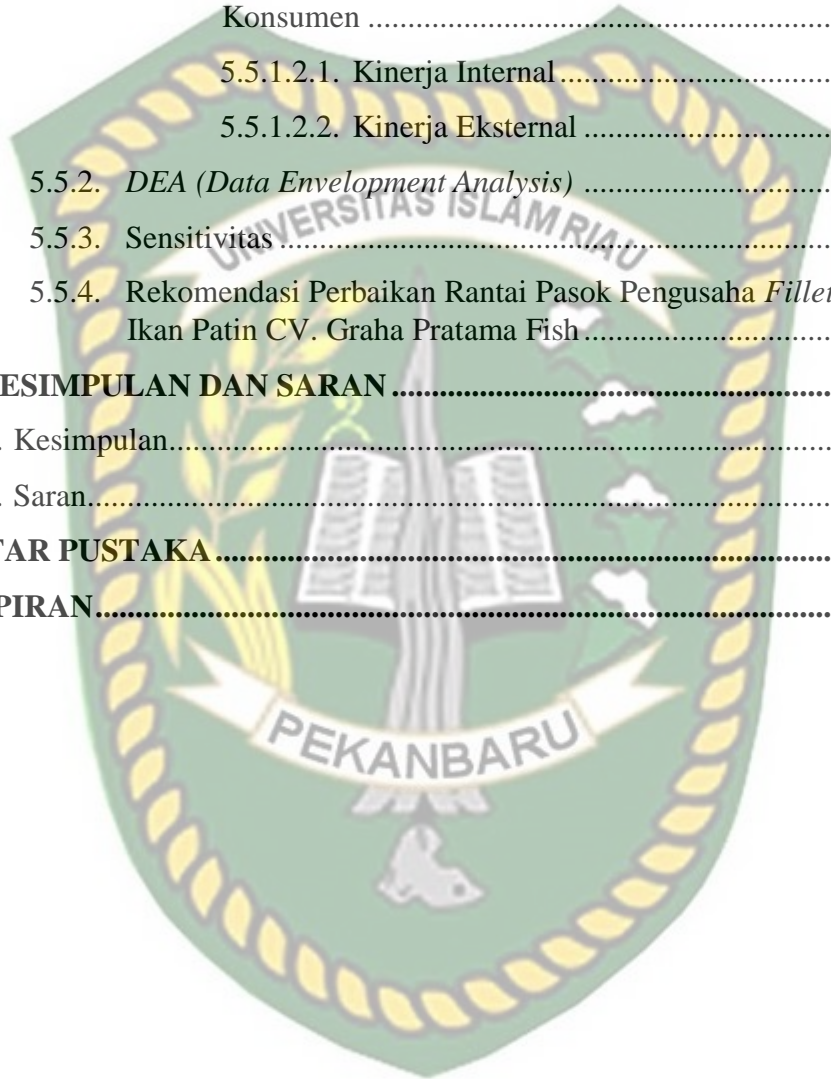 Konsumen ................................................................
5.5.1.2.1. Kinerja Internal ........................................
5.5.1.2.2. Kinerja Eksternal .....................................
5.5.2. DEA (Data Envelopment Analysis) ................................
5.5.3. Sensitivitas ................................................................
5.5.4. Rekomendasi Perbaikan Rantai Pasok Pengusaha Fillet
Ikan Patin CV. Graha Pratama Fish ................................
ESIMPULAN DAN SARAN ................................................
. Kesimpulan ................................................................
. Saran ................................................................
TAR PUSTAKA ................................................................
PIRAN ................................................................
UNIVERSITAS ISLAM RIAU
PEKANBARU